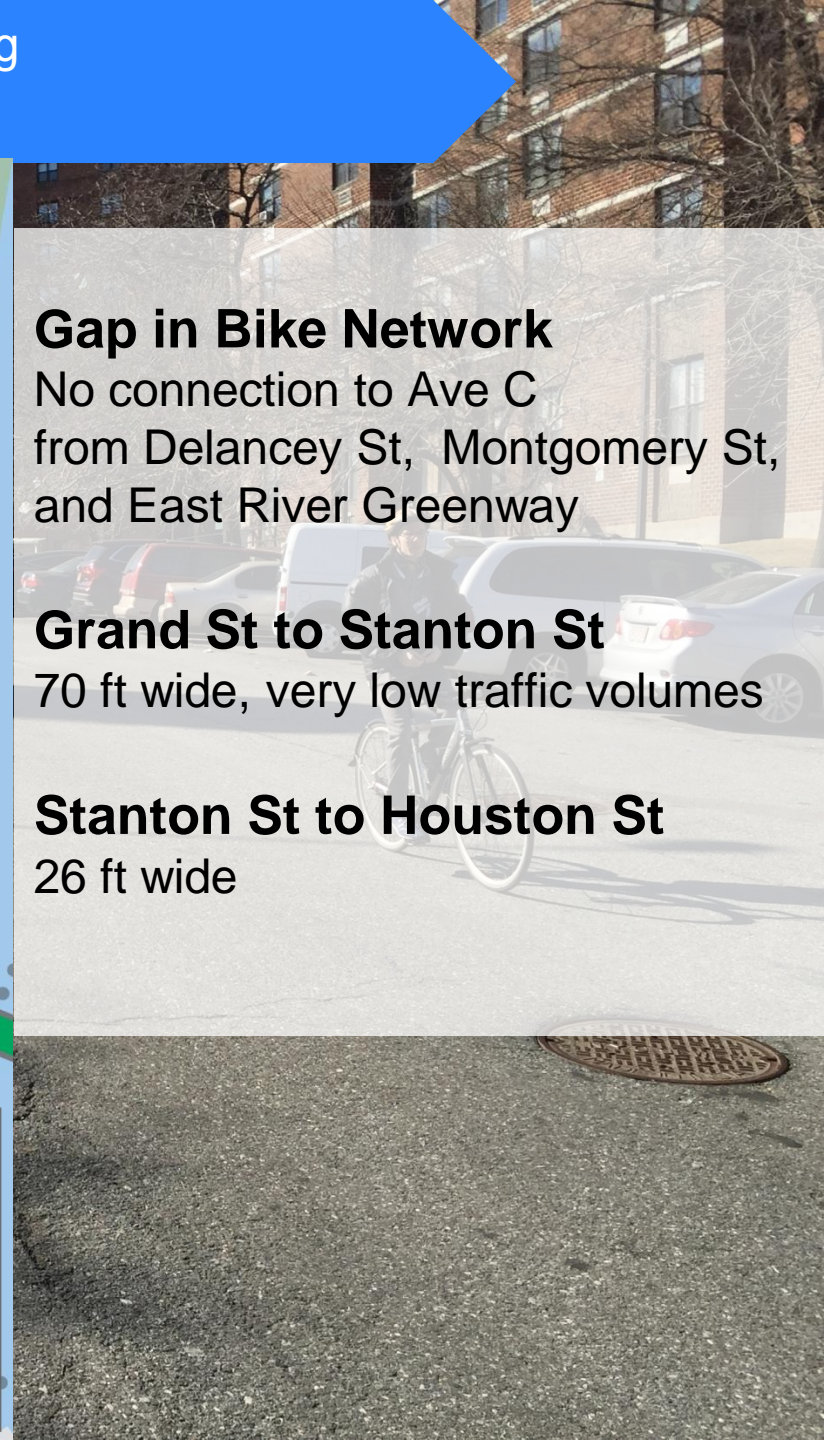 g
Gap in Bike Network
No connection to Ave C
from Delancey St,  Montgomery St,
and East River Greenway
Grand St to Stanton St
70 ft wide, very low traffic volumes
Stanton St to Houston St
26 ft wide